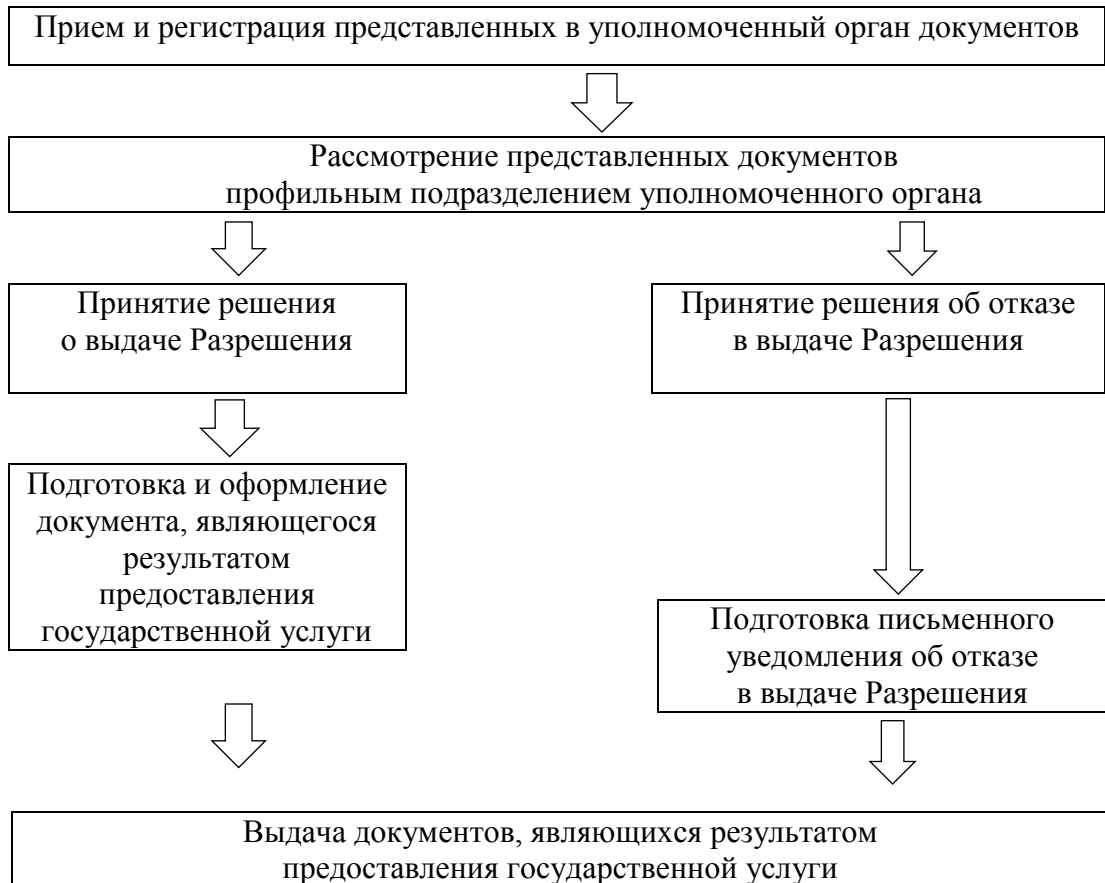 Прием и регистрация представленных в уполномоченный орган документов
Рассмотрение представленных документов
профильным подразделением уполномоченного органа
Принятие решения
о выдаче Разрешения
Принятие решения об отказе
в выдаче Разрешения
Подготовка и оформление
документа, являющегося
результатом
предоставления
государственной услуги
Подготовка письменного
уведомления об отказе
в выдаче Разрешения
Выдача документов, являющихся результатом
предоставления государственной услуги